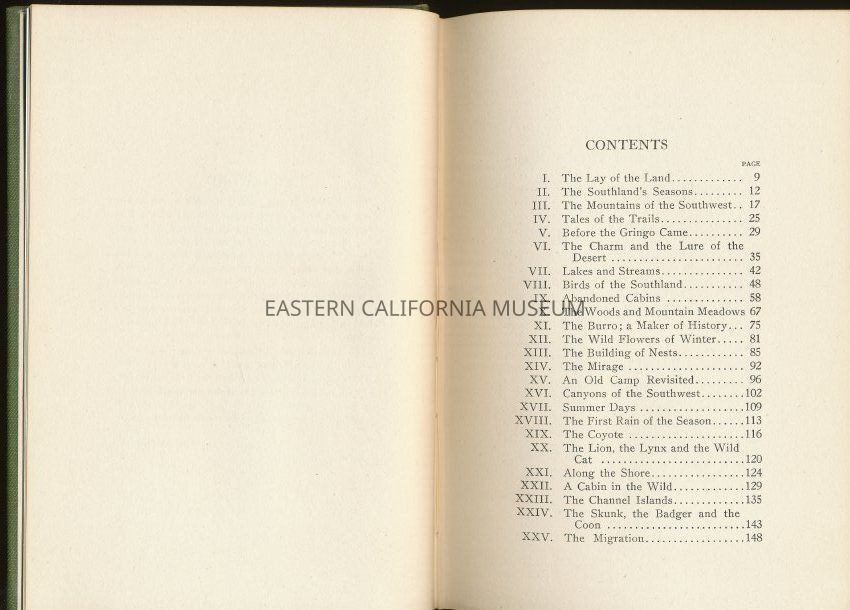 CONTENTS
PAGE
I. The Lay of the Land............. 9
II. The Southland's Seasons......... 12
III. The Mountains of the Southwest.. 17
IV. Tales of the Trails............... 25
V. Before the Gringo Came.......... 29
VI. The Charm and the Lure of the
Desert ........................ 35
VII. Lakes and Streams............... 42
VIII. Birds of the Southland........... 48
IX. Abandoned Cabins .............. 58
EASTERN CALIFORNIA MUSEUM
X. The Woods and Mountain Meadows 67
XI. The Burro; a Maker of History... 75
XII. The Wild Flowers of Winter..... 81
XIII. The Building of Nests............ 85
XIV. The Mirage ..................... 92
XV. An Old Camp Revisited......... 96
XVI. Canyons of the Southwest........102
XVII. Summer Days ...................109
XVIII. The First Rain of the Season......113
XIX. The Coyote .....................116
XX. The Lion, the Lynx and the Wild
Cat ..........................120
XXI. Along the Shore.................124
XXII. A Cabin in the Wild.............129
XXIII. The Channel Islands.............135
XXIV. The Skunk, the Badger and the
Coon .........................143
XXV. The Migration..................148